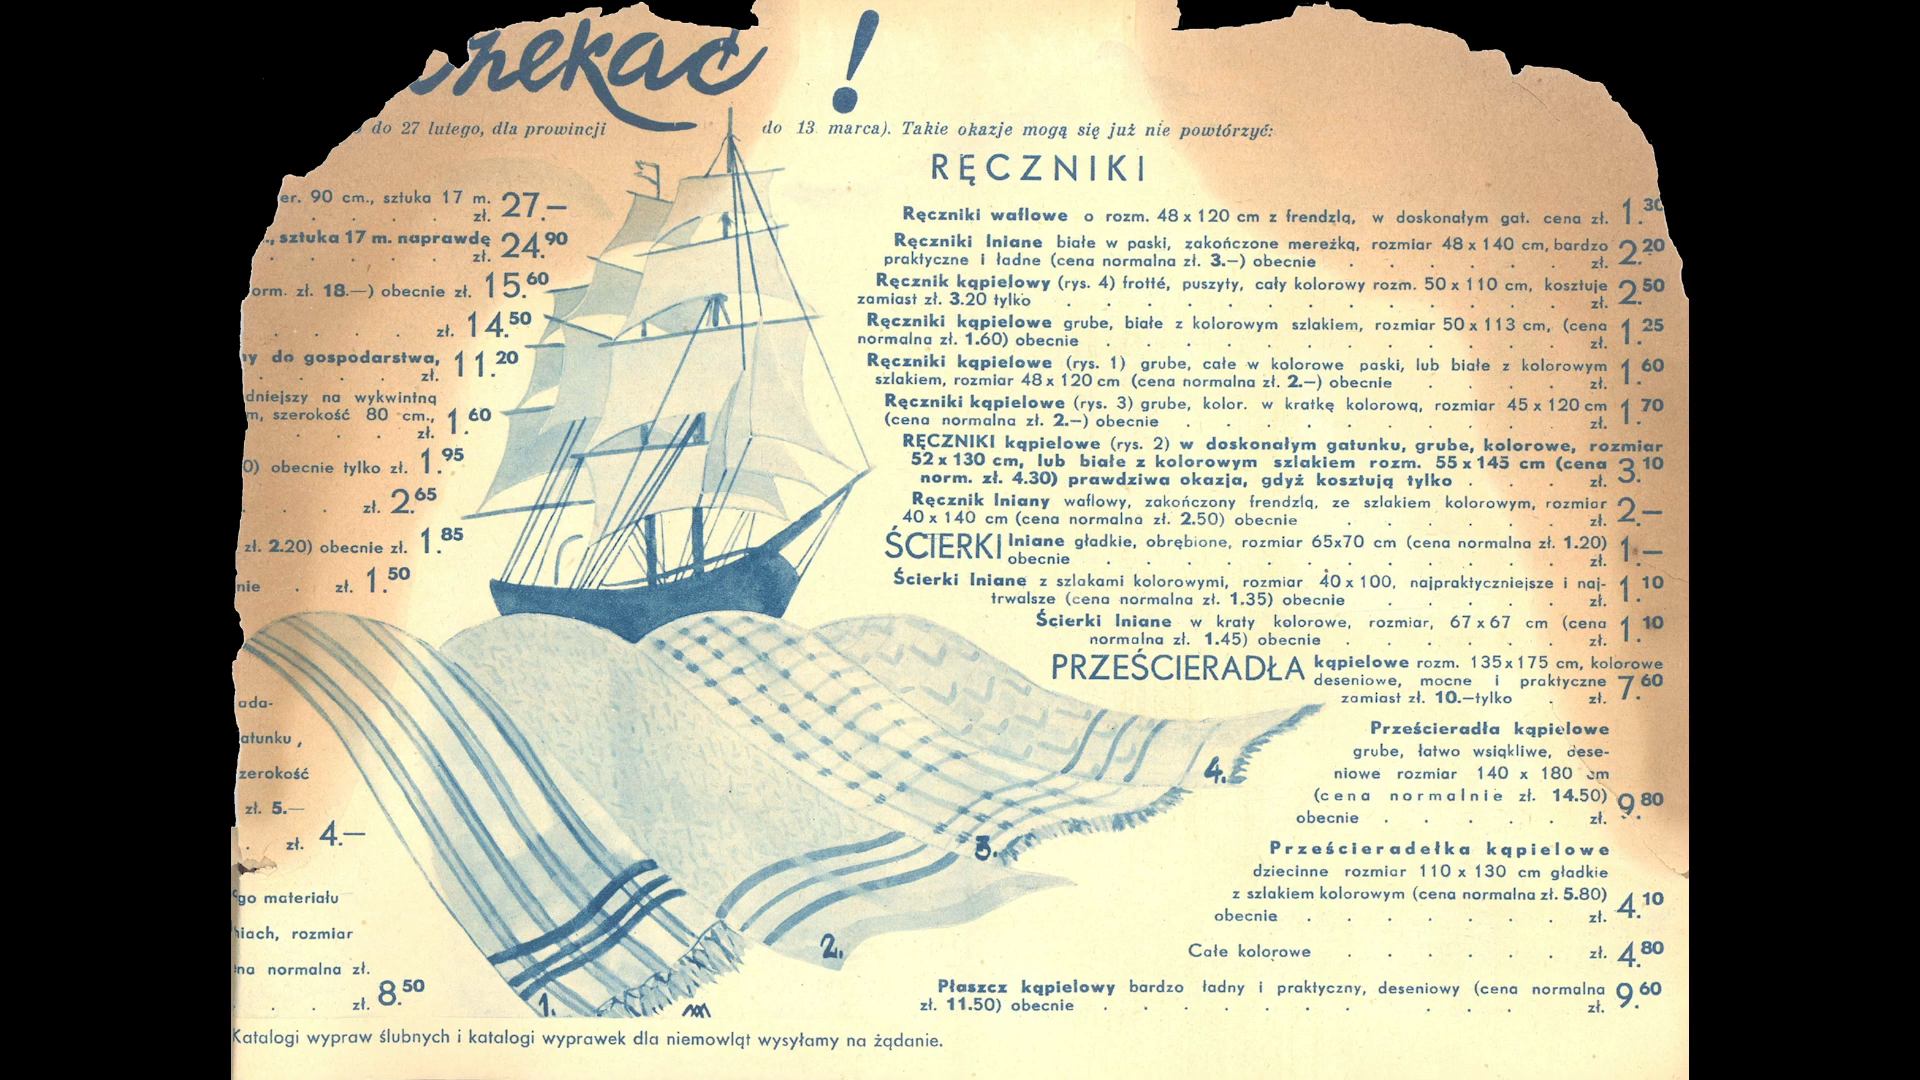 !
do 27 lutego, dla prowincji do 13 marca). Takie okazje mogą się już nie powtórzyć:
90 cm., sztuka 17 m.
zł. 27.—
sztuka 17 m. naprawdę
zł. 24.90
zł. 18.—) obecnie zł. 15.60
zł. 14.50
do gospodarstwa,
zł. 11.20
na wykwintną
szerokość 80 cm.,
zł. 1.60
obecnie tylko zł. 1.95
zł. 2.65
zł. 2.20) obecnie zł. 1.85
zł. 1.50
zł. 5.—
zł. 4.—
materiału
rozmiar
normalna zł.
zł. 8.50
RĘCZNIKI
Ręczniki waflowe o rozm. 48 x 120 cm z frendzlą, w doskonałym gat. cena zł. 1.30
Ręczniki lniane białe w paski, zakończone mereżką, rozmiar 48 x 140 cm, bardzo
praktyczne i ładne (cena normalna zł. 3.—) obecnie . . . . . . zł. 2.20
Ręcznik kąpielowy (rys. 4) frotté, puszyty, cały kolorowy rozm. 50 x 110 cm, kosztuje
zamiast zł. 3.20 tylko . . . . . . . . . . . zł. 2.50
Ręczniki kąpielowe grube, białe z kolorowym szlakiem, rozmiar 50 x 113 cm, (cena
normalna zł. 1.60) obecnie . . . . . . . . . . zł. 1.25
Ręczniki kąpielowe (rys. 1) grube, całe w kolorowe paski, lub białe z kolorowym
szlakiem, rozmiar 48 x 120 cm (cena normalna zł. 2.—) obecnie . . . . zł. 1.60
Ręczniki kąpielowe (rys. 3) grube, kolor. w kratkę kolorową, rozmiar 45 x 120 cm
(cena normalna zł. 2.—) obecnie . . . . . . . . . zł. 1.70
RĘCZNIKI kąpielowe (rys. 2) w doskonałym gatunku, grube, kolorowe, rozmiar
52 x 130 cm, lub białe z kolorowym szlakiem rozm. 55 x 145 cm (cena
norm. zł. 4.30) prawdziwa okazja, gdyż kosztują tylko . . . zł. 3.10
Ręcznik lniany waflowy, zakończony frendzlą, ze szlakiem kolorowym, rozmiar
40 x 140 cm (cena normalna zł. 2.50) obecnie . . . . . . zł. 2.—
ŚCIERKI lniane gładkie, obrębione, rozmiar 65x70 cm (cena normalna zł. 1.20)
obecnie . . . . . . . . . . . zł. 1.—
Ścierki lniane z szlakami kolorowymi, rozmiar 40 x 100, najpraktyczniejsze i naj-
trwalsze (cena normalna zł. 1.35) obecnie . . . . . zł. 1.10
Ścierki lniane w kraty kolorowe, rozmiar, 67 x 67 cm (cena
normalna zł. 1.45) obecnie . . . . . . zł. 1.10
PRZEŚCIERADŁA kąpielowe rozm. 135 x 175 cm, kolorowe
deseniowe, mocne i praktyczne
zamiast zł. 10.—tylko . . zł. 7.60
Prześcieradła kąpielowe
grube, łatwo wsiąkliwe, dese-
niowe rozmiar 140 x 180 cm
(cena normalnie zł. 14.50)
obecnie . . . . . zł. 9.80
Prześcieradełka kąpielowe
dziecinne rozmiar 110 x 130 cm gładkie
z szlakiem kolorowym (cena normalna zł. 5.80)
obecnie . . . . . . . zł. 4.10
Całe kolorowe . . . . . . zł. 4.80
Płaszcz kąpielowy bardzo ładny i praktyczny, deseniowy (cena normalna
zł. 11.50) obecnie . . . . . . . . . . zł. 9.60
4.
3.
2.
1.
Katalogi wypraw ślubnych i katalogi wyprawek dla niemowląt wysyłamy na żądanie.